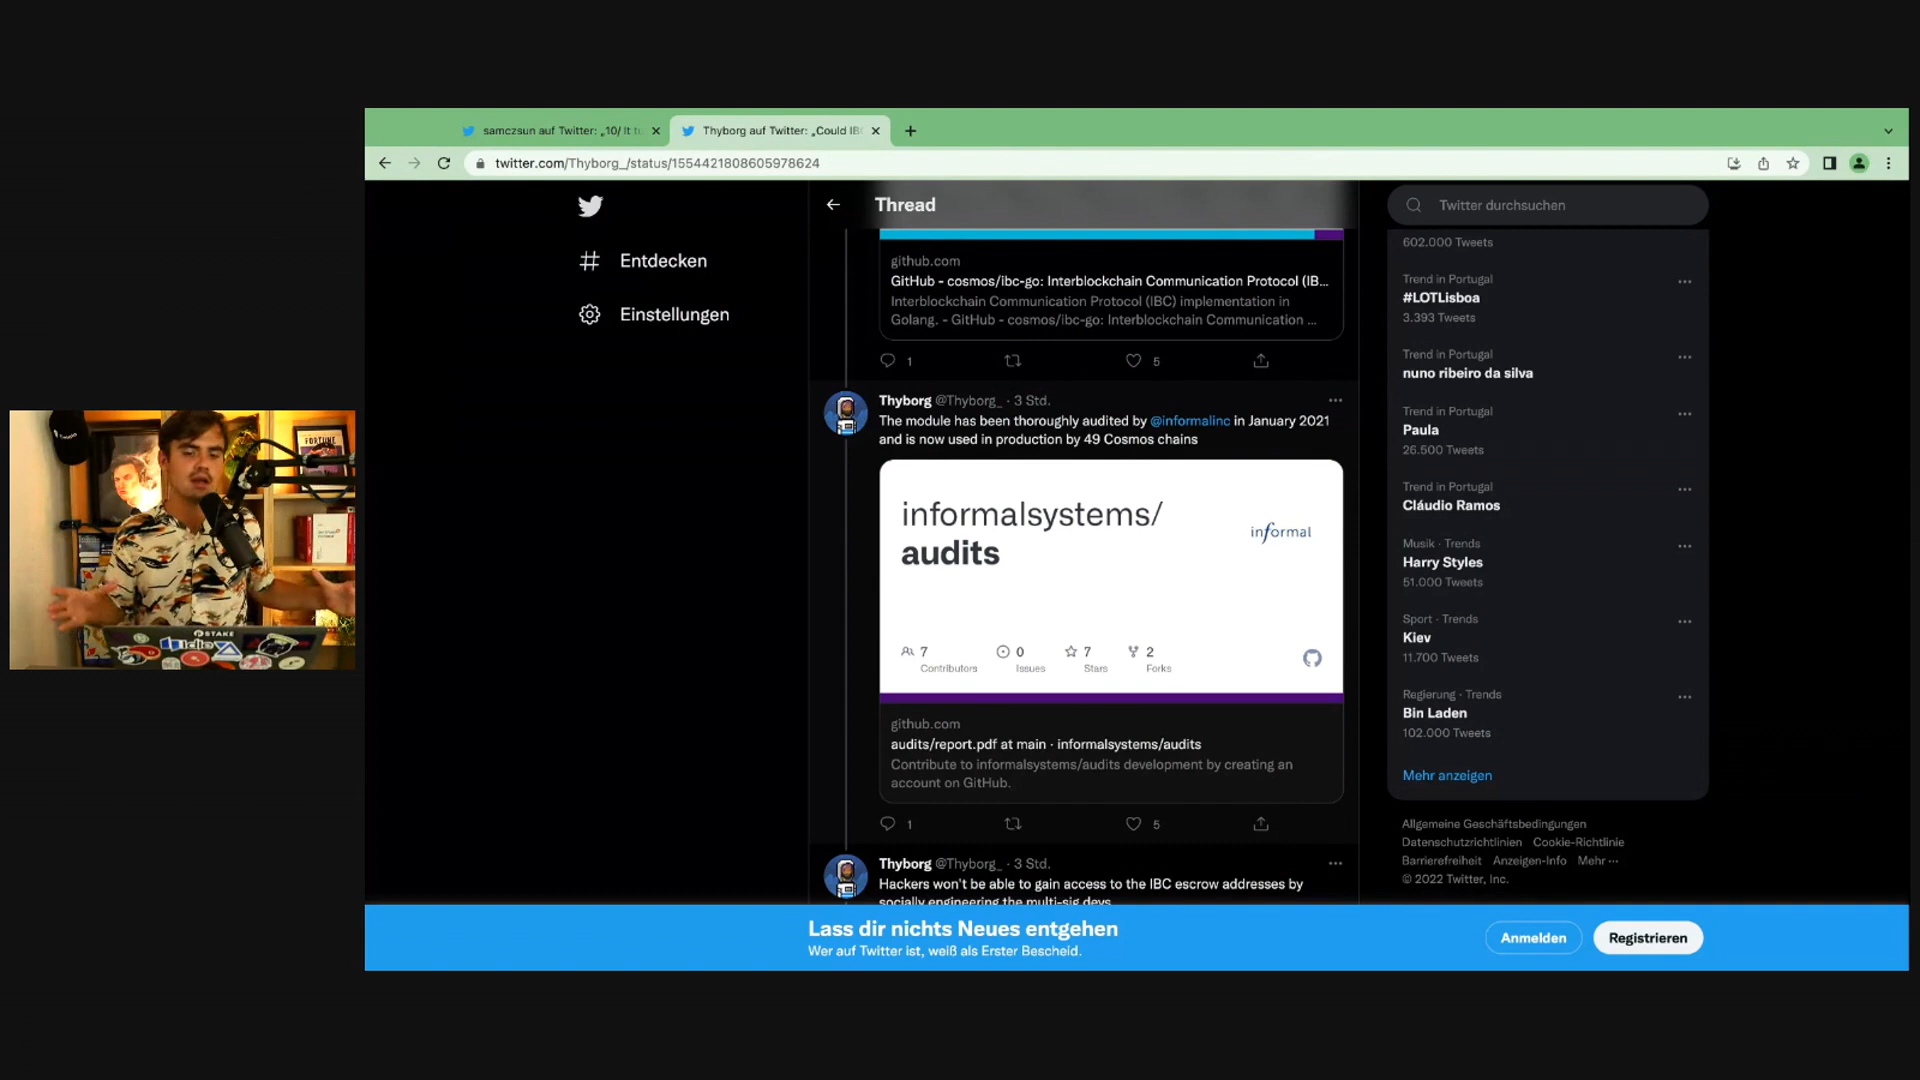 samczsun auf Twitter: „10/ It tu
Thyborg auf Twitter: „Could IB
twitter.com/Thyborg_/status/1554421808605978624
Entdecken
Einstellungen
Thread
github.com
GitHub - cosmos/ibc-go: Interblockchain Communication Protocol (IB...
Interblockchain Communication Protocol (IBC) implementation in
Golang. - GitHub - cosmos/ibc-go: Interblockchain Communication ...
1
5
Thyborg @Thyborg_ · 3 Std.
The module has been thoroughly audited by @informalinc in January 2021
and is now used in production by 49 Cosmos chains
informalsystems/
audits
informal
7
Contributors
0
Issues
7
Stars
2
Forks
github.com
audits/report.pdf at main · informalsystems/audits
Contribute to informalsystems/audits development by creating an
account on GitHub.
1
5
Thyborg @Thyborg_ · 3 Std.
Hackers won't be able to gain access to the IBC escrow addresses by
socially engineering the multi-sig devs
Twitter durchsuchen
602.000 Tweets
Trend in Portugal
#LOTLisboa
3.393 Tweets
Trend in Portugal
nuno ribeiro da silva
Trend in Portugal
Paula
26.500 Tweets
Trend in Portugal
Cláudio Ramos
Musik · Trends
Harry Styles
51.000 Tweets
Sport · Trends
Kiev
11.700 Tweets
Regierung · Trends
Bin Laden
102.000 Tweets
Mehr anzeigen
Allgemeine Geschäftsbedingungen
Datenschutzrichtlinien Cookie-Richtlinie
Barrierefreiheit Anzeigen-Info Mehr ···
© 2022 Twitter, Inc.
Lass dir nichts Neues entgehen
Wer auf Twitter ist, weiß als Erster Bescheid.
Anmelden
Registrieren
FORTUNE
STAKE